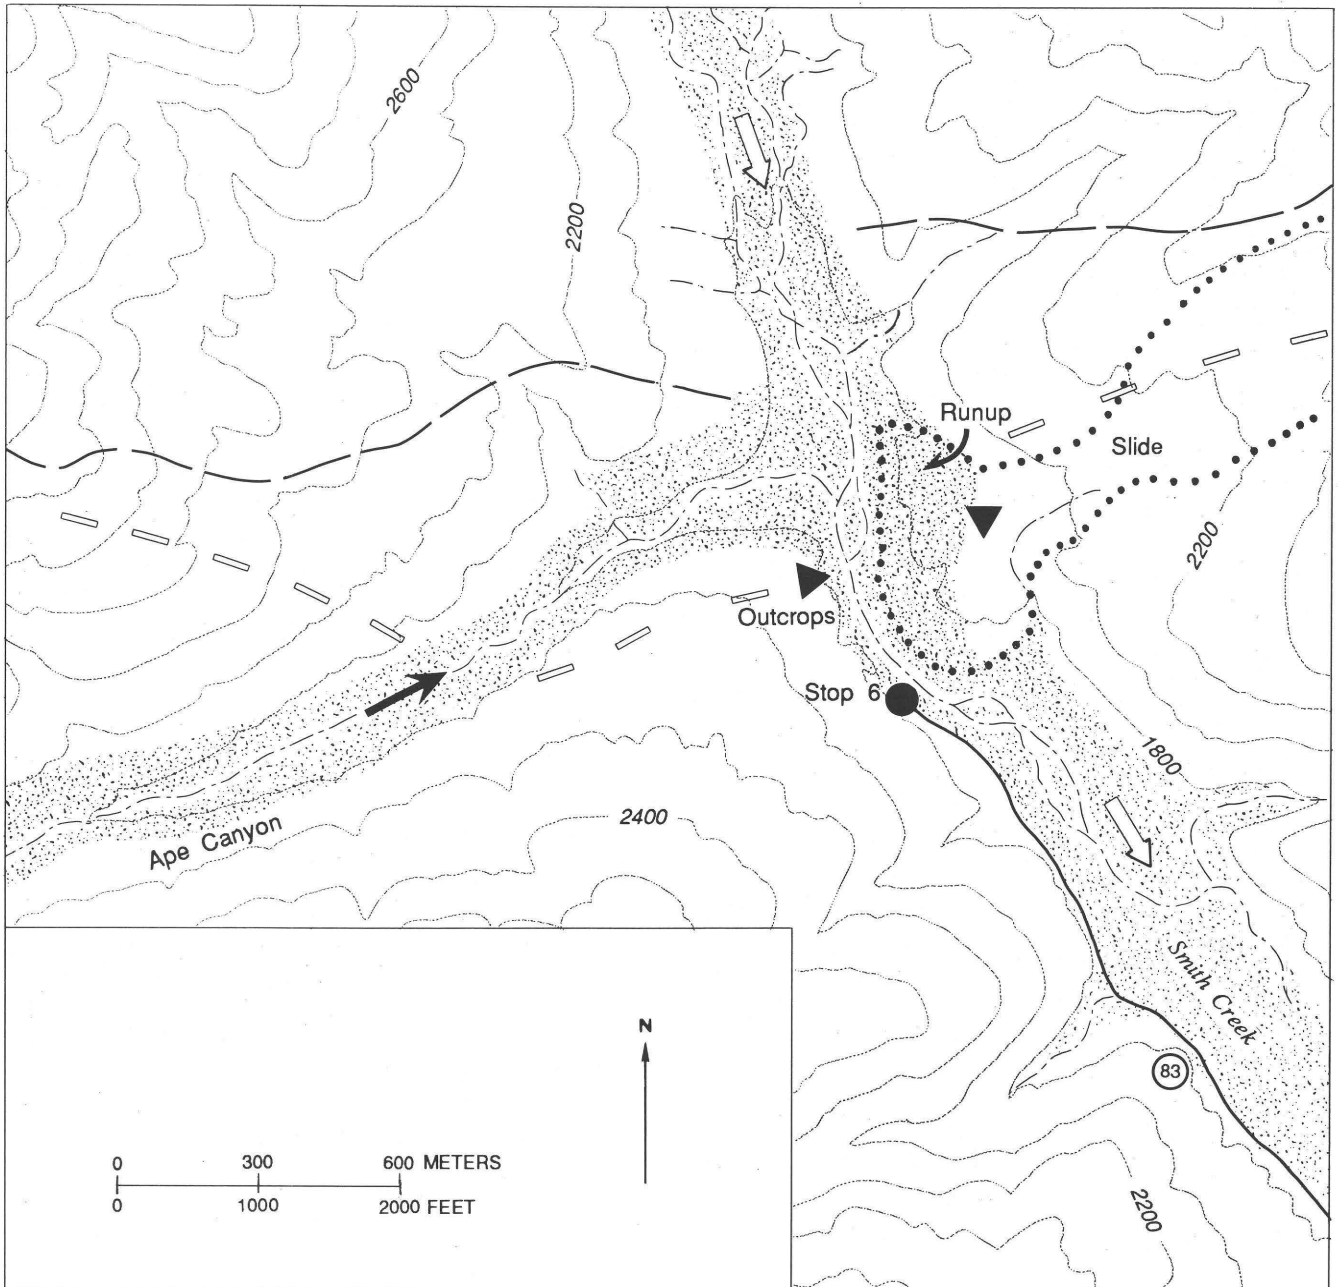 2600
2200
Runup
Slide
2200
Outcrops
Stop 6
1800
2400
Ape Canyon
Smith Creek
N
83
0 300 600 METERS
0 1000 2000 FEET
2200